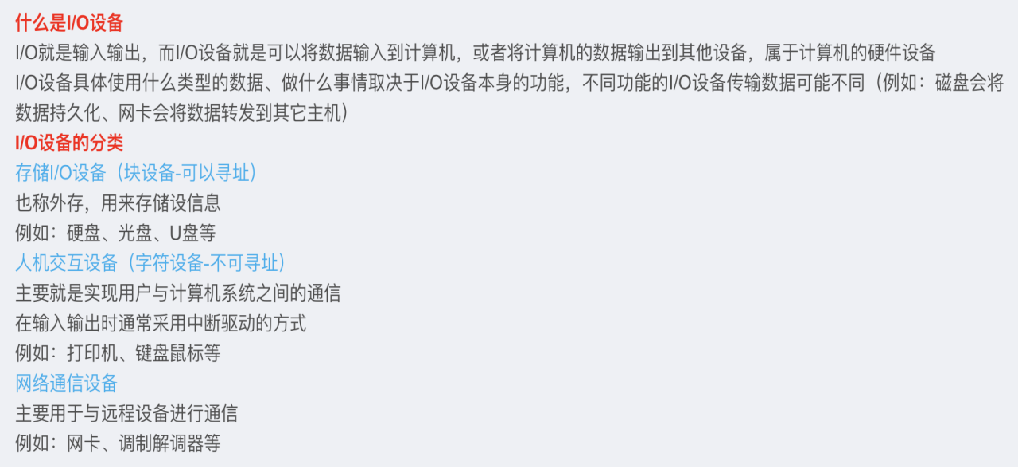 什么是I/O设备
I/O就是输入输出，而I/O设备就是可以将数据输入到计算机，或者将计算机的数据输出到其他设备，属于计算机的硬件设备
I/O设备具体使用什么类型的数据、做什么事情取决于I/O设备本身的功能，不同功能的I/O设备传输数据可能不同（例如：磁盘会将
数据持久化、网卡会将数据转发到其它主机）
I/O设备的分类
存储I/O设备（块设备-可以寻址）
也称外存，用来存储设信息
例如：硬盘、光盘、U盘等
人机交互设备（字符设备-不可寻址）
主要就是实现用户与计算机系统之间的通信
在输入输出时通常采用中断驱动的方式
例如：打印机、键盘鼠标等
网络通信设备
主要用于与远程设备进行通信
例如：网卡、调制解调器等